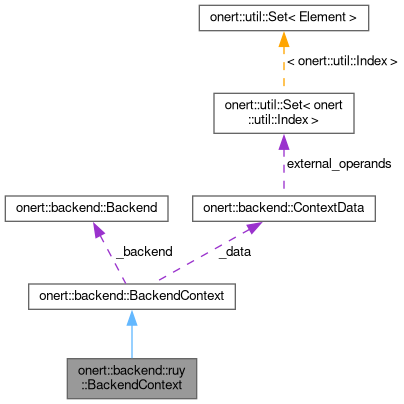 onert::util::Set< Element >
< onert::util::Index >
onert::util::Set< onert
::util::Index >
external_operands
onert::backend::Backend
onert::backend::ContextData
_backend
_data
onert::backend::BackendContext
onert::backend::ruy
::BackendContext